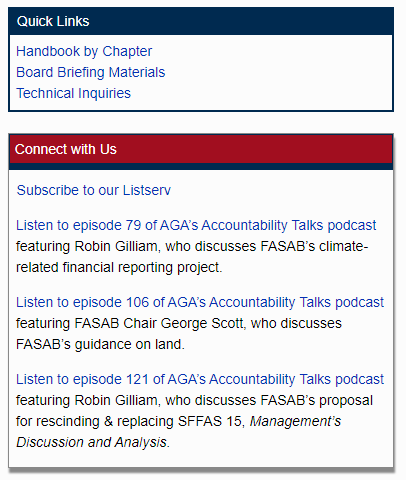 Quick Links
Handbook by Chapter
Board Briefing Materials
Technical Inquiries
Connect with Us
Subscribe to our Listserv
Listen to episode 79 of AGA’s Accountability Talks podcast
featuring Robin Gilliam, who discusses FASAB’s climate-
related financial reporting project.
Listen to episode 106 of AGA’s Accountability Talks podcast
featuring FASAB Chair George Scott, who discusses
FASAB’s guidance on land.
Listen to episode 121 of AGA’s Accountability Talks podcast
featuring Robin Gilliam, who discusses FASAB’s proposal
for rescinding & replacing SFFAS 15, Management’s
Discussion and Analysis.